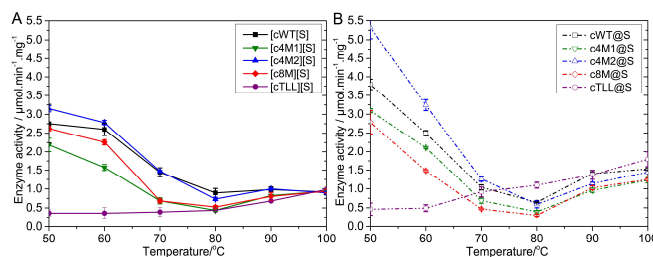 A
Enzyme activity / μmol.min⁻¹.mg⁻¹
5.5
5.0
4.5
4.0
3.5
3.0
2.5
2.0
1.5
1.0
0.5
0.0
50 60 70 80 90 100
Temperature/°C
[cWT[S]
[c4M1][S]
[c4M2][S]
[c8M][S]
[cTLL][S]
B
Enzyme activity / μmol.min⁻¹.mg⁻¹
5.5
5.0
4.5
4.0
3.5
3.0
2.5
2.0
1.5
1.0
0.5
0.0
50 60 70 80 90 100
Temperature/°C
cWT@S
c4M1@S
c4M2@S
c8M@S
cTLL@S